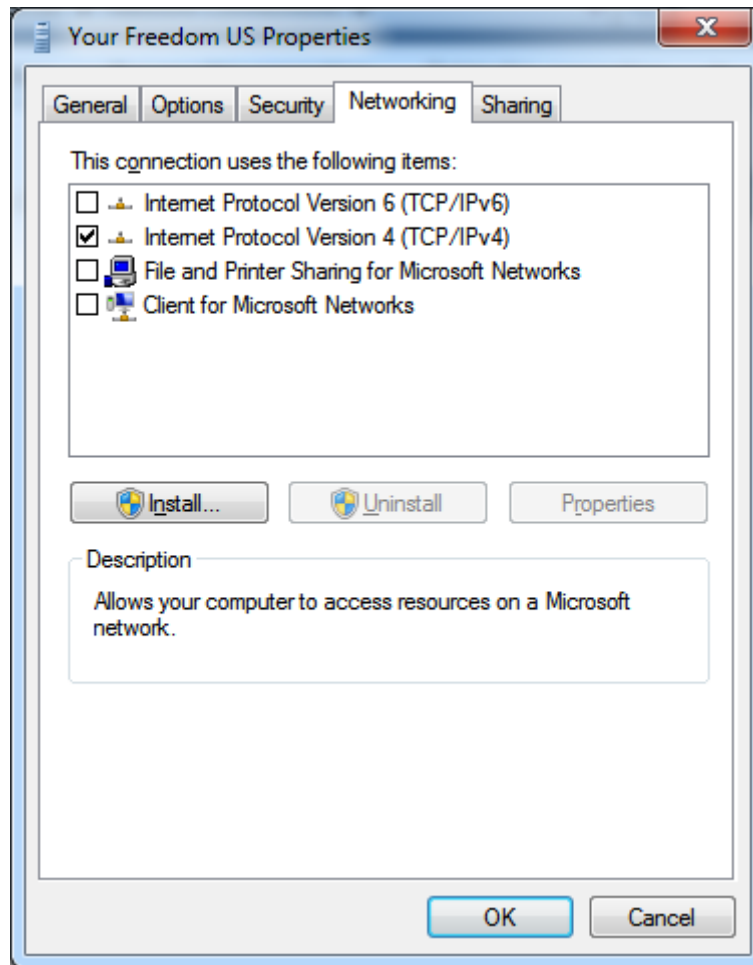 Your Freedom US Properties
General Options Security Networking Sharing
This connection uses the following items:
Internet Protocol Version 6 (TCP/IPv6)
Internet Protocol Version 4 (TCP/IPv4)
File and Printer Sharing for Microsoft Networks
Client for Microsoft Networks
Install... Uninstall Properties
Description
Allows your computer to access resources on a Microsoft
network.
OK Cancel